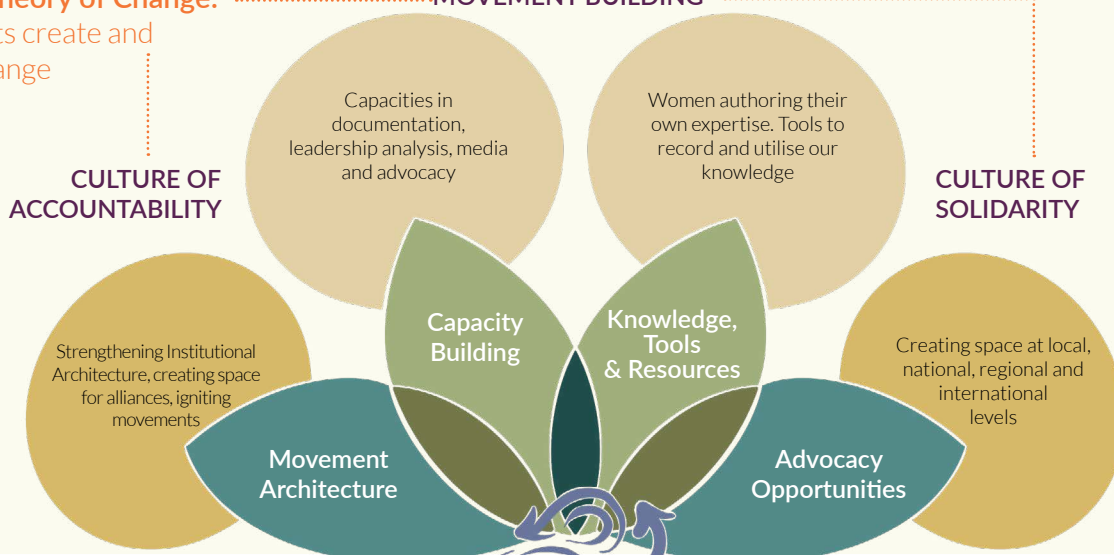 Theory of Change:
ts create and
ange
MOVEMENT BUILDING
CULTURE OF
ACCOUNTABILITY
Capacities in
documentation,
leadership analysis, media
and advocacy
Women authoring their
own expertise. Tools to
record and utilise our
knowledge
CULTURE OF
SOLIDARITY
Strengthening Institutional
Architecture, creating space
for alliances, igniting
movements
Capacity
Building
Knowledge,
Tools
& Resources
Creating space at local,
national, regional and
international
levels
Movement
Architecture
Advocacy
Opportunities